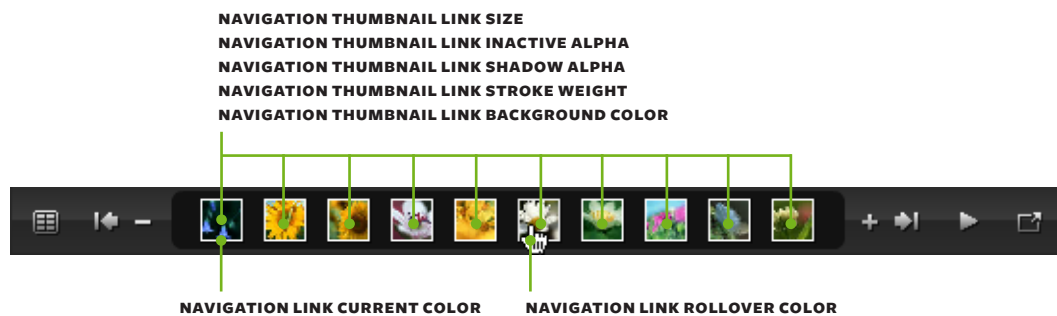 NAVIGATION THUMBNAIL LINK SIZE
NAVIGATION THUMBNAIL LINK INACTIVE ALPHA
NAVIGATION THUMBNAIL LINK SHADOW ALPHA
NAVIGATION THUMBNAIL LINK STROKE WEIGHT
NAVIGATION THUMBNAIL LINK BACKGROUND COLOR
NAVIGATION LINK CURRENT COLOR
NAVIGATION LINK ROLLOVER COLOR